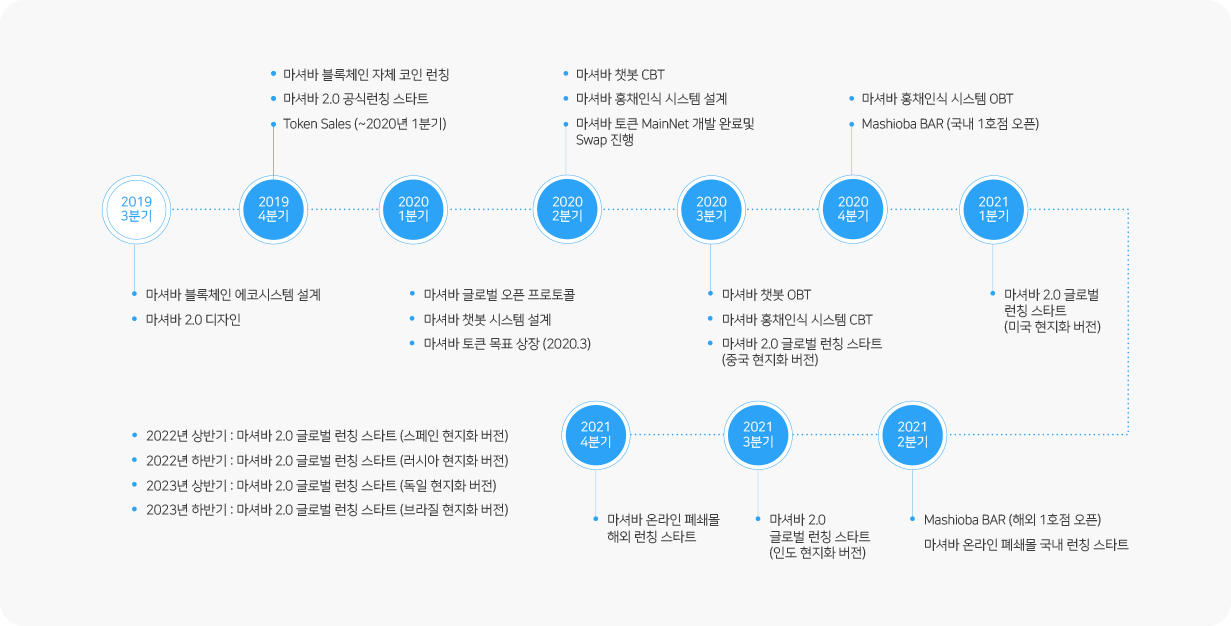 마셔바 블록체인 자체 코인 런칭
마셔바 2.0 공식런칭 스타트
Token Sales (~2020년 1분기)
마셔바 챗봇 CBT
마셔바 홍채인식 시스템 설계
마셔바 토큰 MainNet 개발 완료및
Swap 진행
마셔바 홍채인식 시스템 OBT
Mashioba BAR (국내 1호점 오픈)
2019
3분기
2019
4분기
2020
1분기
2020
2분기
2020
3분기
2020
4분기
2021
1분기
마셔바 블록체인 에코시스템 설계
마셔바 2.0 디자인
마셔바 글로벌 오픈 프로토콜
마셔바 챗봇 시스템 설계
마셔바 토큰 목표 상장 (2020.3)
마셔바 챗봇 OBT
마셔바 홍채인식 시스템 CBT
마셔바 2.0 글로벌 런칭 스타트
(중국 현지화 버전)
마셔바 2.0 글로벌
런칭 스타트
(미국 현지화 버전)
2022년 상반기 : 마셔바 2.0 글로벌 런칭 스타트 (스페인 현지화 버전)
2022년 하반기 : 마셔바 2.0 글로벌 런칭 스타트 (러시아 현지화 버전)
2023년 상반기 : 마셔바 2.0 글로벌 런칭 스타트 (독일 현지화 버전)
2023년 하반기 : 마셔바 2.0 글로벌 런칭 스타트 (브라질 현지화 버전)
2021
4분기
2021
3분기
2021
2분기
마셔바 온라인 폐쇄몰
해외 런칭 스타트
마셔바 2.0
글로벌 런칭 스타트
(인도 현지화 버전)
Mashioba BAR (해외 1호점 오픈)
마셔바 온라인 폐쇄몰 국내 런칭 스타트